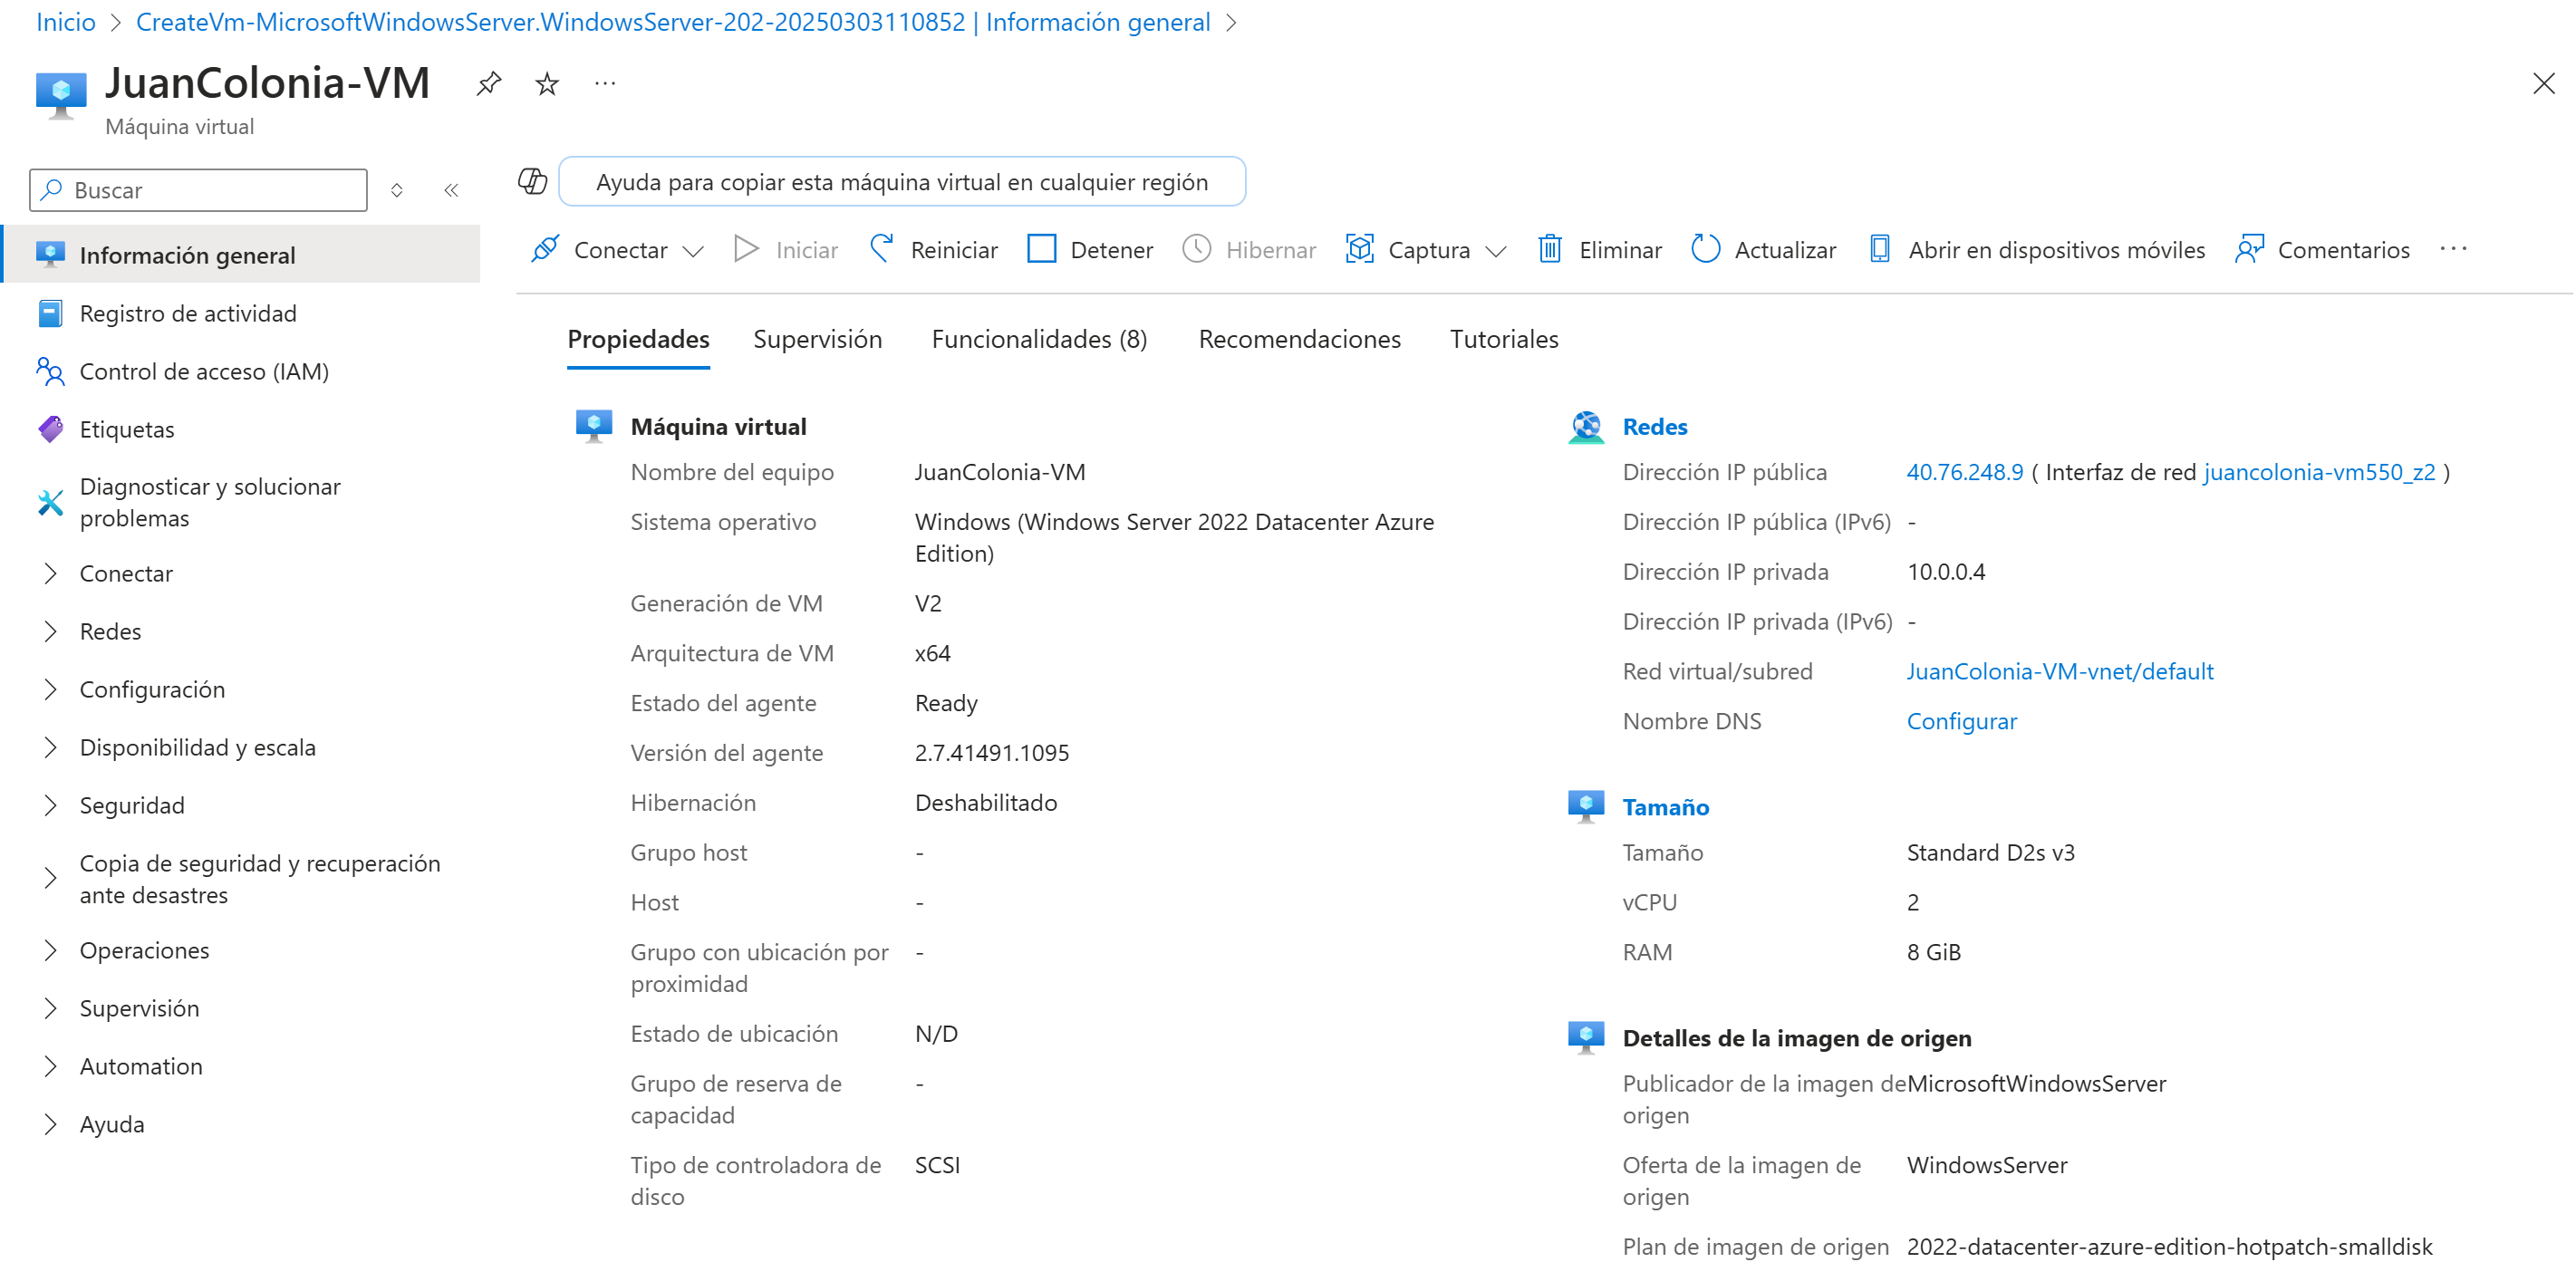 Inicio > CreateVm-MicrosoftWindowsServer.WindowsServer-202-20250303110852 | Información general >
JuanColonia-VM
Máquina virtual
Buscar
Información general
Registro de actividad
Control de acceso (IAM)
Etiquetas
Diagnosticar y solucionar
problemas
Conectar
Redes
Configuración
Disponibilidad y escala
Seguridad
Copia de seguridad y recuperación
ante desastres
Operaciones
Supervisión
Automation
Ayuda
Ayuda para copiar esta máquina virtual en cualquier región
Conectar Iniciar Reiniciar Detener Hibernar Captura Eliminar Actualizar Abrir en dispositivos móviles Comentarios ...
Propiedades Supervisión Funcionalidades (8) Recomendaciones Tutoriales
Máquina virtual
Nombre del equipo JuanColonia-VM
Sistema operativo Windows (Windows Server 2022 Datacenter Azure
Edition)
Generación de VM V2
Arquitectura de VM x64
Estado del agente Ready
Versión del agente 2.7.41491.1095
Hibernación Deshabilitado
Grupo host -
Host -
Grupo con ubicación por -
proximidad
Estado de ubicación N/D
Grupo de reserva de -
capacidad
Tipo de controladora de SCSI
disco
Redes
Dirección IP pública 40.76.248.9 ( Interfaz de red juancolonia-vm550_z2 )
Dirección IP pública (IPv6) -
Dirección IP privada 10.0.0.4
Dirección IP privada (IPv6) -
Red virtual/subred JuanColonia-VM-vnet/default
Nombre DNS Configurar
Tamaño
Tamaño Standard D2s v3
vCPU 2
RAM 8 GiB
Detalles de la imagen de origen
Publicador de la imagen de MicrosoftWindowsServer
origen
Oferta de la imagen de WindowsServer
origen
Plan de imagen de origen 2022-datacenter-azure-edition-hotpatch-smalldisk